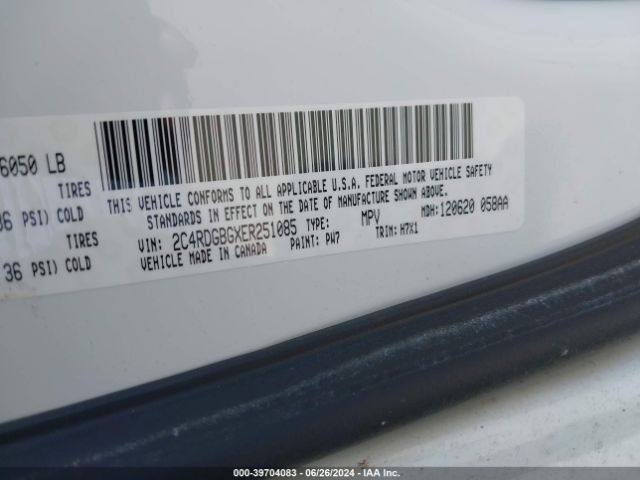 6050 LB
TIRES
36 PSI) COLD
TIRES
36 PSI) COLD
THIS VEHICLE CONFORMS TO ALL APPLICABLE U.S.A. FEDERAL MOTOR VEHICLE SAFETY
STANDARDS IN EFFECT ON THE DATE OF MANUFACTURE SHOWN ABOVE.
VIN: 2C4RDGBGXER251085 TYPE: MPV MDH: 120620 058AA
VEHICLE MADE IN CANADA PAINT: PW7 TRIM: H7X1
000-39704083 - 06/26/2024 - IAA Inc.